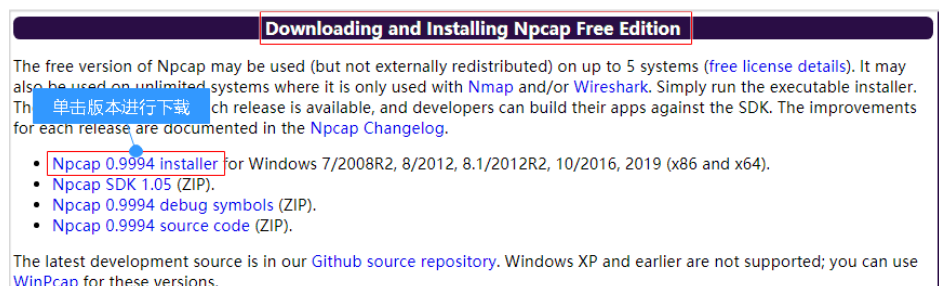 Downloading and Installing Npcap Free Edition
The free version of Npcap may be used (but not externally redistributed) on up to 5 systems (free license details). It may
also be used on unlimited systems where it is only used with Nmap and/or Wireshark. Simply run the executable installer.
Th
单击版本进行下载
ch release is available, and developers can build their apps against the SDK. The improvements
for each release are documented in the Npcap Changelog.
• Npcap 0.9994 installer for Windows 7/2008R2, 8/2012, 8.1/2012R2, 10/2016, 2019 (x86 and x64).
• Npcap SDK 1.05 (ZIP).
• Npcap 0.9994 debug symbols (ZIP).
• Npcap 0.9994 source code (ZIP).
The latest development source is in our Github source repository. Windows XP and earlier are not supported; you can use
WinPcap for these versions.